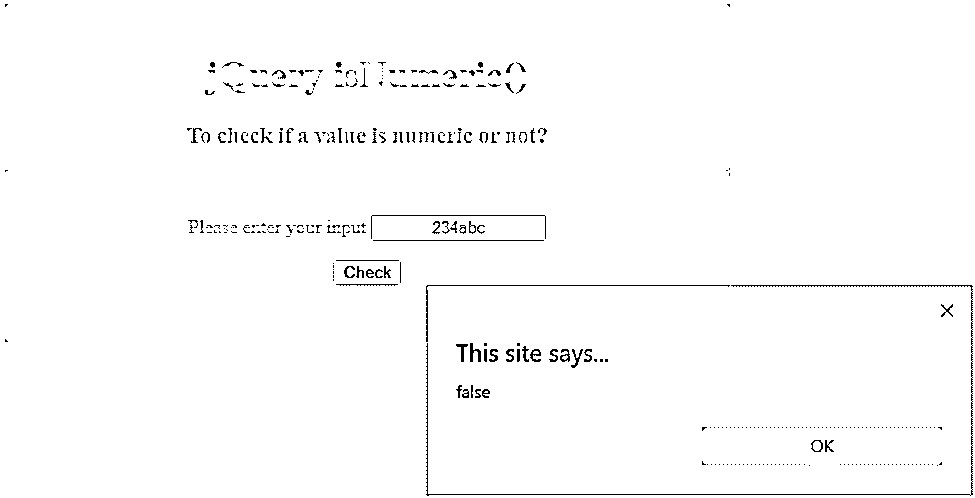 jQuery isNumeric()
To check if a value is numeric or not?
Please enter your input 234abc
Check
This site says...
false
OK